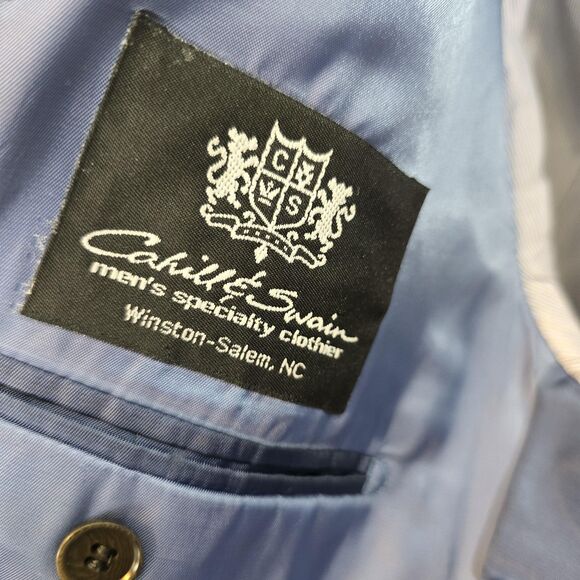 C
S
Cahill & Swain
men's specialty clothier
Winston-Salem, NC